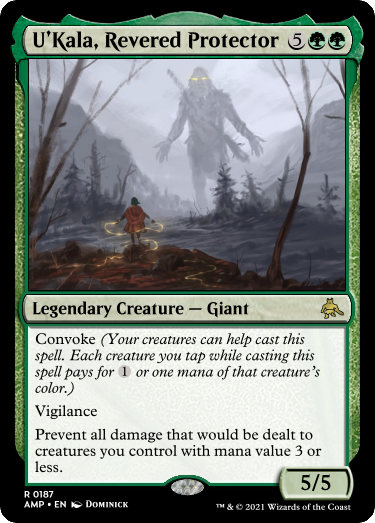 U'Kala, Revered Protector 5
Legendary Creature — Giant
Convoke (Your creatures can help cast this
spell. Each creature you tap while casting this
spell pays for 1 or one mana of that creature's
color.)
Vigilance
Prevent all damage that would be dealt to
creatures you control with mana value 3 or
less.
5/5
R 0187
AMP • EN DOMINICK
™ & © 2021 Wizards of the Coast